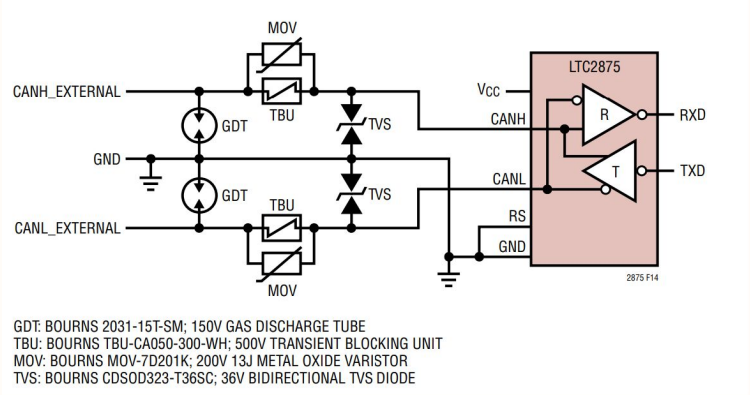 MOV
LTC2875
CANH_EXTERNAL
TBU
VCC
GDT
TVS
CANH
R
RXD
GND
T
TXD
GDT
TVS
CANL
TBU
CANL_EXTERNAL
RS
GND
MOV
2875 F14
GDT: BOURNS 2031-15T-SM; 150V GAS DISCHARGE TUBE
TBU: BOURNS TBU-CA050-300-WH; 500V TRANSIENT BLOCKING UNIT
MOV: BOURNS MOV-7D201K; 200V 13J METAL OXIDE VARISTOR
TVS: BOURNS CDSOD323-T36SC; 36V BIDIRECTIONAL TVS DIODE